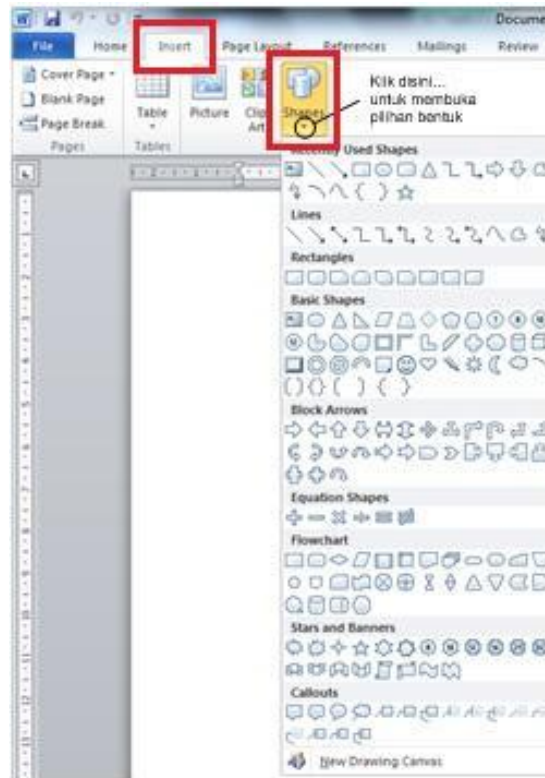 Docume
File Home Insert Page Layout References Mailings Review
Cover Page
Blank Page
Page Break
Table
Picture
Clip
Art
Shapes
Klik disini...
untuk membuka
pilihan bentuk
Pages
Tables
Recently Used Shapes
Lines
Rectangles
Basic Shapes
Block Arrows
Equation Shapes
Flowchart
Stars and Banners
Callouts
New Drawing Canvas